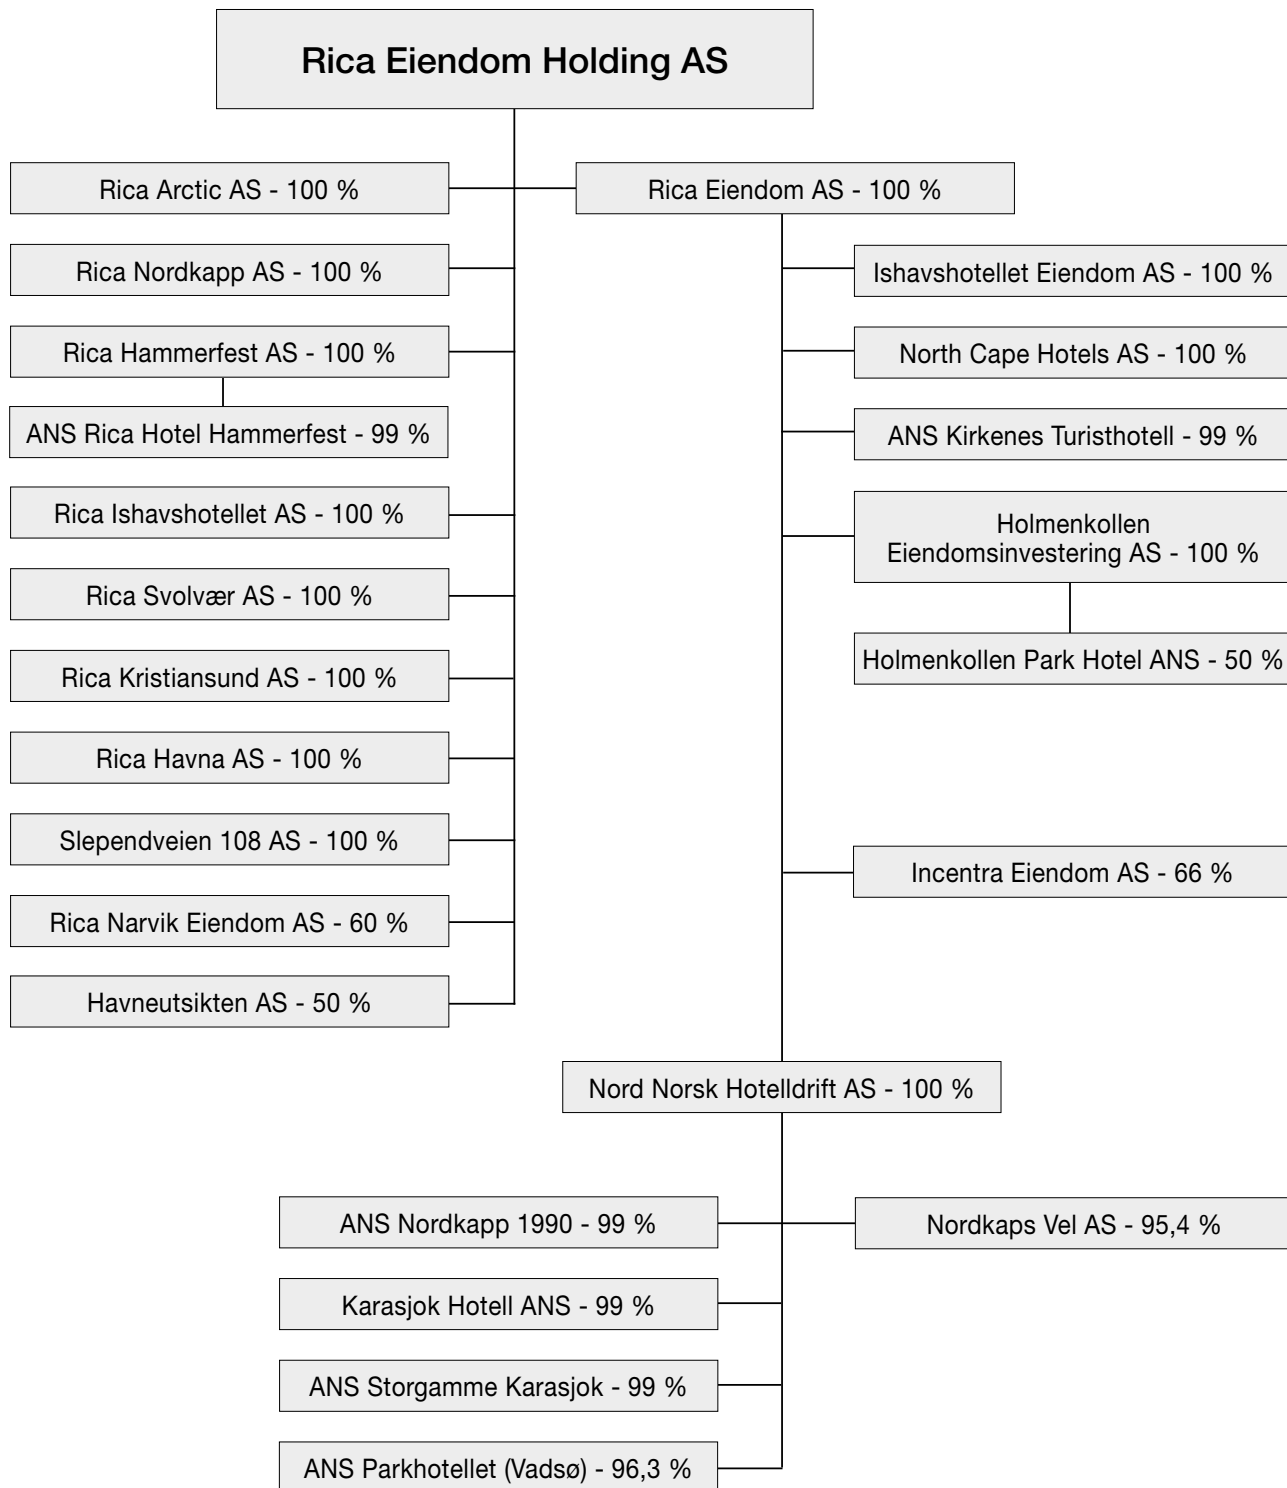 Rica Eiendom Holding AS
Rica Arctic AS - 100 %
Rica Eiendom AS - 100 %
Rica Nordkapp AS - 100 %
Ishavshotellet Eiendom AS - 100 %
Rica Hammerfest AS - 100 %
North Cape Hotels AS - 100 %
ANS Rica Hotel Hammerfest - 99 %
ANS Kirkenes Turisthotell - 99 %
Rica Ishavshotellet AS - 100 %
Holmenkollen
Eiendomsinvestering AS - 100 %
Rica Svolvær AS - 100 %
Rica Kristiansund AS - 100 %
Holmenkollen Park Hotel ANS - 50 %
Rica Havna AS - 100 %
Slependveien 108 AS - 100 %
Incentra Eiendom AS - 66 %
Rica Narvik Eiendom AS - 60 %
Havneutsikten AS - 50 %
Nord Norsk Hotelldrift AS - 100 %
ANS Nordkapp 1990 - 99 %
Nordkaps Vel AS - 95,4 %
Karasjok Hotell ANS - 99 %
ANS Storgamme Karasjok - 99 %
ANS Parkhotellet (Vadsø) - 96,3 %